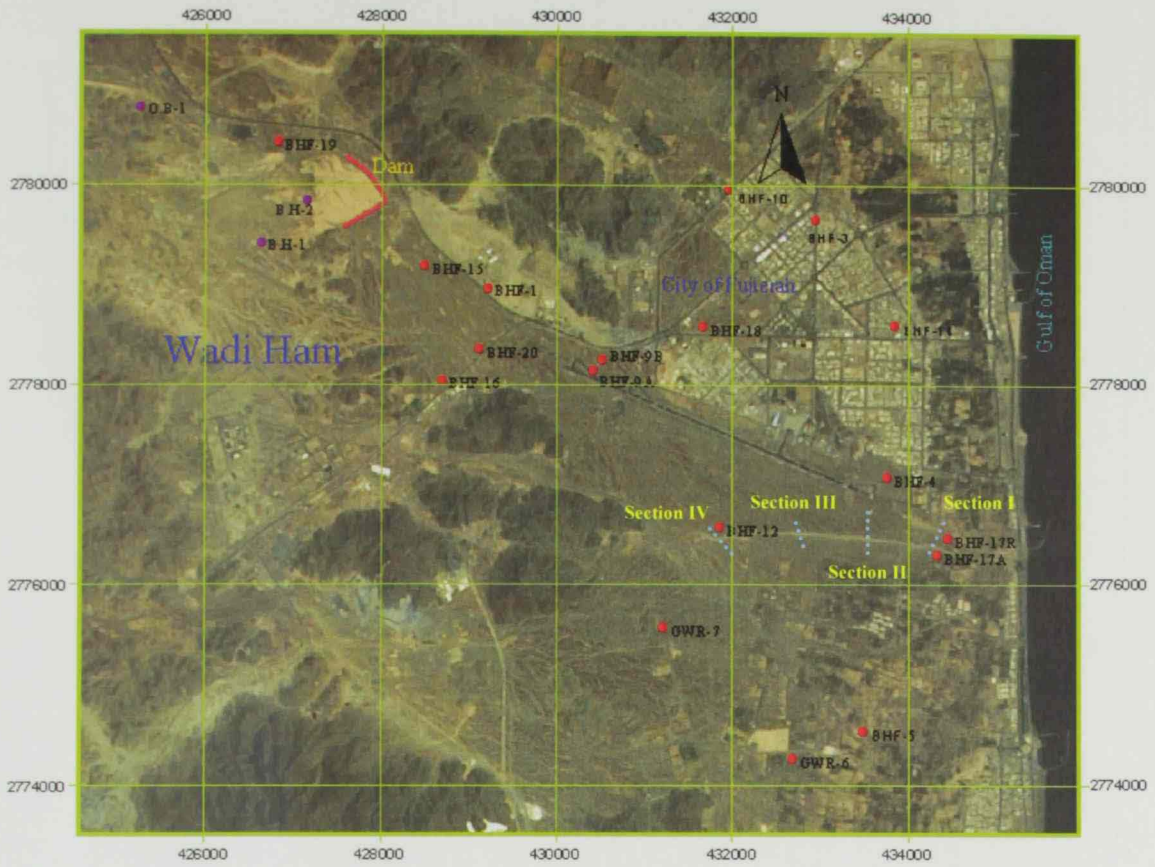 426000 428000 430000 432000 434000
N
O B-1
BHF-19
Dam
2780000 2780000
B H-2
BHF-10
BHF-3
B H-1
BHF-15
BHF-1
City of Fujairah
Gulf of Oman
BHF-18
BHF-14
Wadi Ham
BHF-20
BHF-9B
BHF-9A
BHF-16
2778000 2778000
BHF-4
Section IV
Section III
Section I
BHF-12
BHF-17R
BHF-17A
Section II
2776000 2776000
GWR-7
BHF-5
GWR-6
2774000 2774000
426000 428000 430000 432000 434000